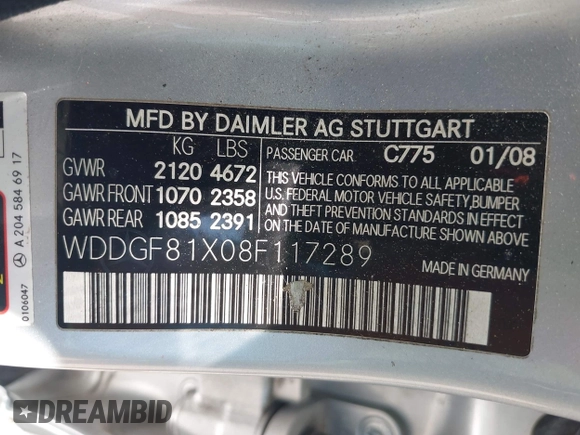 MFD BY DAIMLER AG STUTTGART
KG LBS
GVWR 2120 4672
GAWR FRONT 1070 2358
GAWR REAR 1085 2391
PASSENGER CAR C775 01/08
THIS VEHICLE CONFORMS TO ALL APPLICABLE
U.S. FEDERAL MOTOR VEHICLE SAFETY,BUMPER
AND THEFT PREVENTION STANDARDS IN EFFECT
ON THE DATE OF MANUFACTURE SHOWN ABOVE.
WDDGF81X08F117289
MADE IN GERMANY
A 204 584 69 17
0106047
DREAMBID